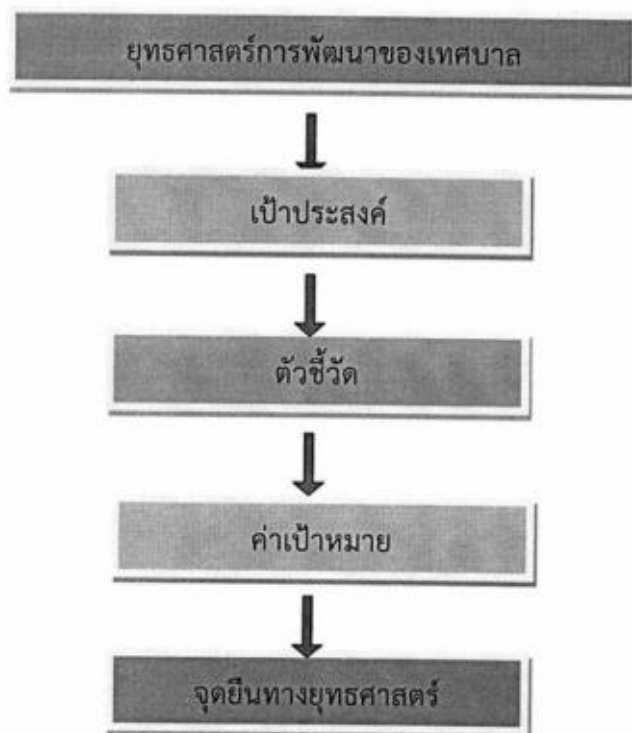 ยุทธศาสตร์การพัฒนาของเทศบาล
เป้าประสงค์
ตัวชี้วัด
ค่าเป้าหมาย
จุดยืนทางยุทธศาสตร์